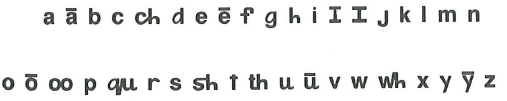 a ā b c ch d e ē f g h i I Ī j k l m n
o ō oo p qu r s sh t th u ū v w wh x y ȳ z